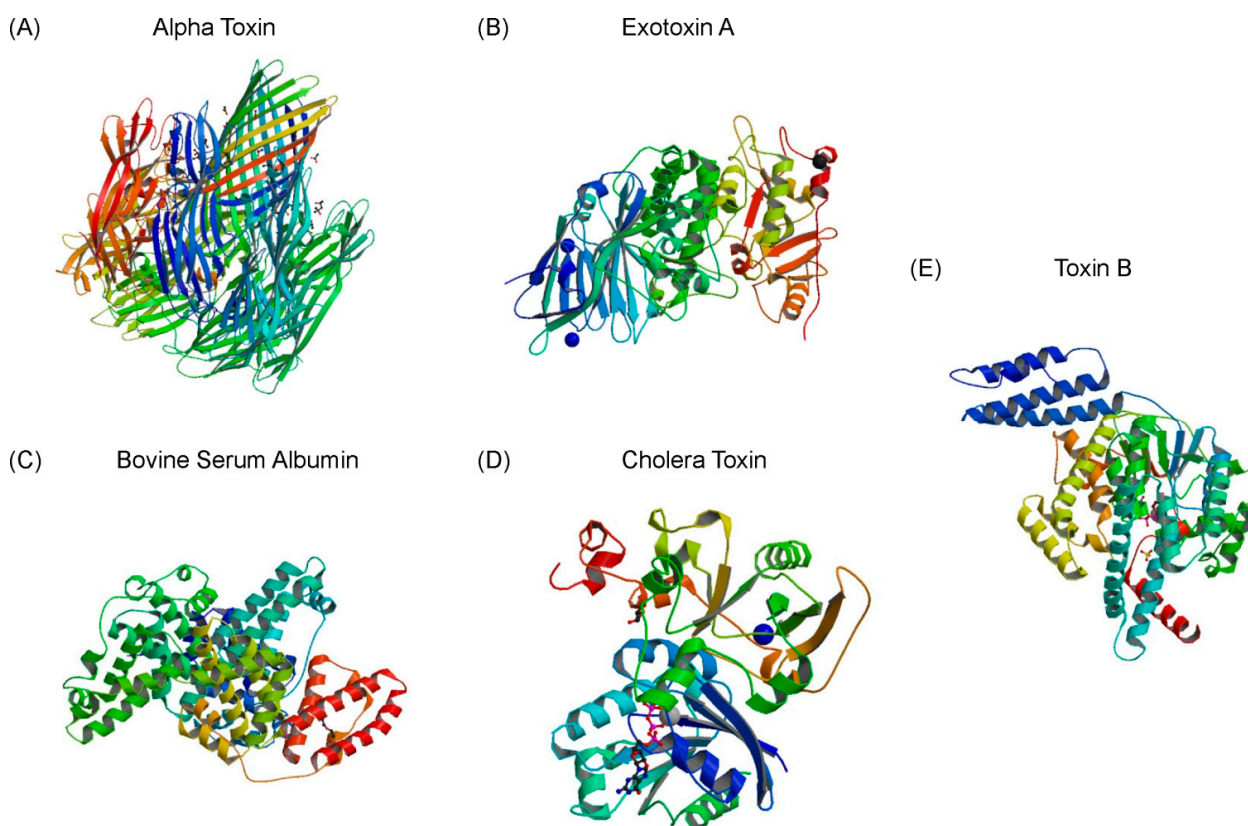 (A) Alpha Toxin
(B) Exotoxin A
(E) Toxin B
(C) Bovine Serum Albumin
(D) Cholera Toxin